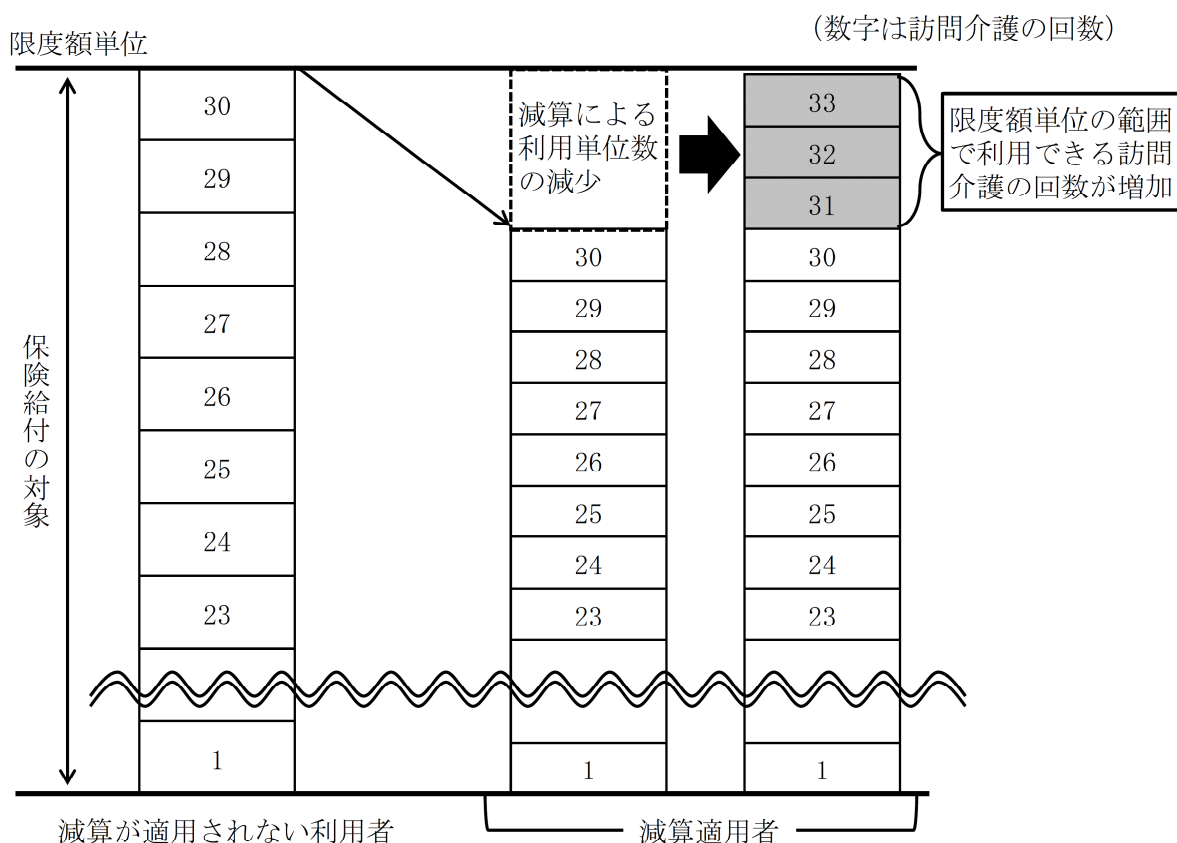 限度額単位
（数字は訪問介護の回数）
保険給付の対象
30
29
28
27
26
25
24
23
1
減算による
利用単位数
の減少
30
29
28
27
26
25
24
23
1
33
32
31
30
29
28
27
26
25
24
23
1
限度額単位の範囲
で利用できる訪問
介護の回数が増加
減算が適用されない利用者
減算適用者